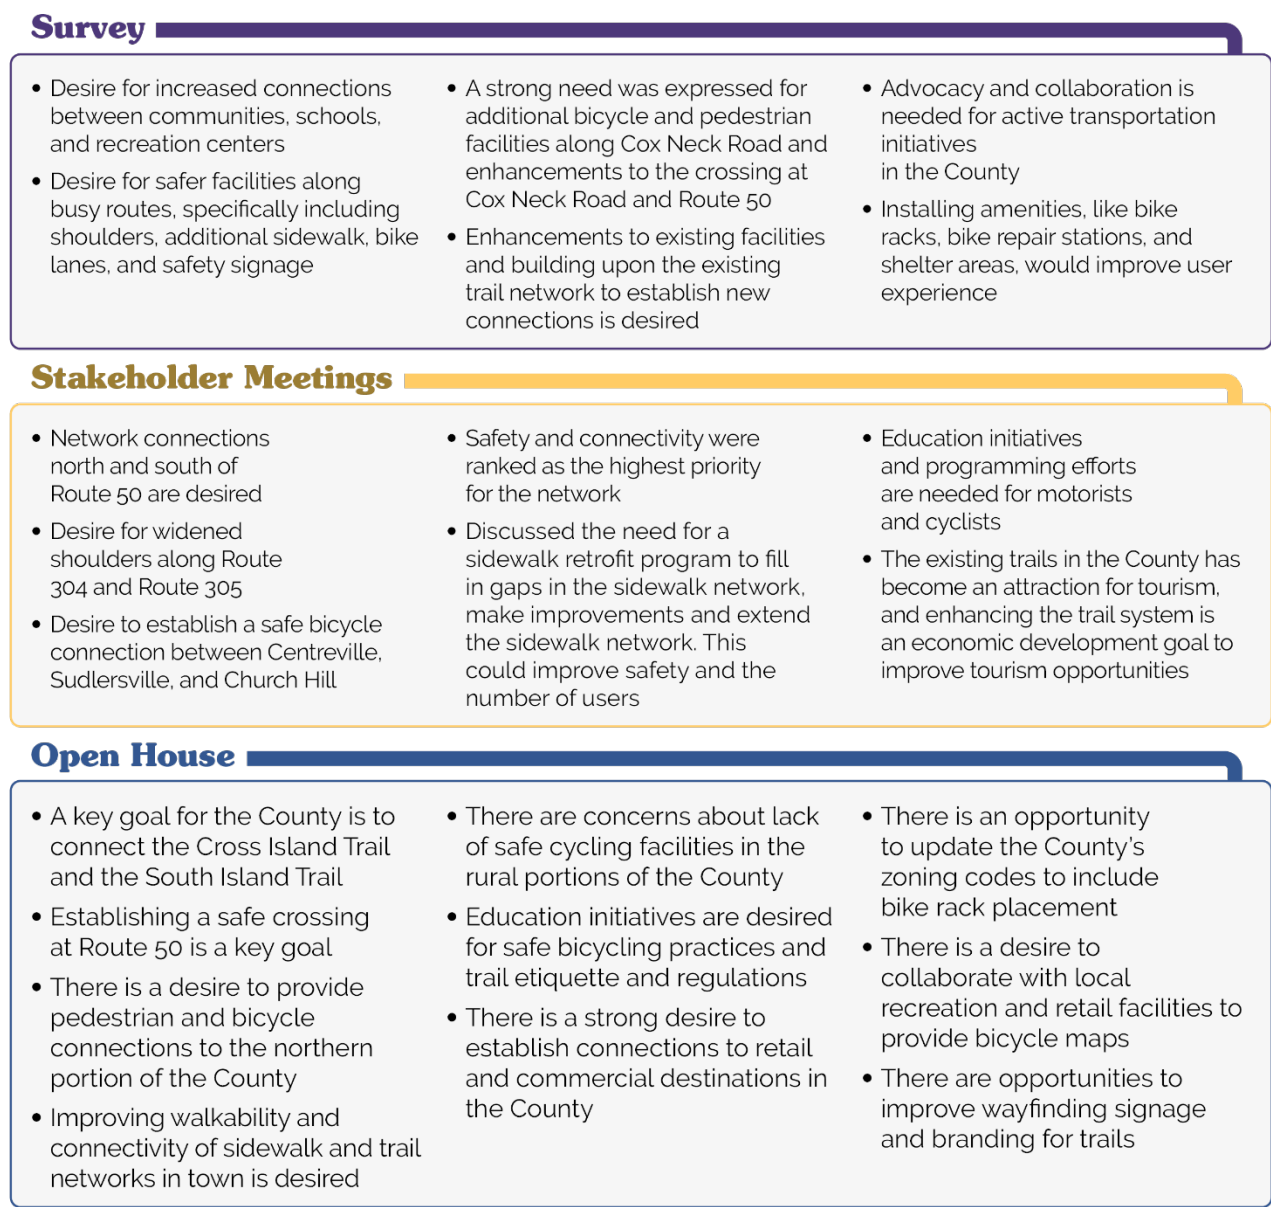 Survey
• Desire for increased connections
between communities, schools,
and recreation centers
• Desire for safer facilities along
busy routes, specifically including
shoulders, additional sidewalk, bike
lanes, and safety signage
• A strong need was expressed for
additional bicycle and pedestrian
facilities along Cox Neck Road and
enhancements to the crossing at
Cox Neck Road and Route 50
• Enhancements to existing facilities
and building upon the existing
trail network to establish new
connections is desired
• Advocacy and collaboration is
needed for active transportation
initiatives
in the County
• Installing amenities, like bike
racks, bike repair stations, and
shelter areas, would improve user
experience
Stakeholder Meetings
• Network connections
north and south of
Route 50 are desired
• Desire for widened
shoulders along Route
304 and Route 305
• Desire to establish a safe bicycle
connection between Centreville,
Sudlersville, and Church Hill
• Safety and connectivity were
ranked as the highest priority
for the network
• Discussed the need for a
sidewalk retrofit program to fill
in gaps in the sidewalk network,
make improvements and extend
the sidewalk network. This
could improve safety and the
number of users
• Education initiatives
and programming efforts
are needed for motorists
and cyclists
• The existing trails in the County has
become an attraction for tourism,
and enhancing the trail system is
an economic development goal to
improve tourism opportunities
Open House
• A key goal for the County is to
connect the Cross Island Trail
and the South Island Trail
• Establishing a safe crossing
at Route 50 is a key goal
• There is a desire to provide
pedestrian and bicycle
connections to the northern
portion of the County
• Improving walkability and
connectivity of sidewalk and trail
networks in town is desired
• There are concerns about lack
of safe cycling facilities in the
rural portions of the County
• Education initiatives are desired
for safe bicycling practices and
trail etiquette and regulations
• There is a strong desire to
establish connections to retail
and commercial destinations in
the County
• There is an opportunity
to update the County’s
zoning codes to include
bike rack placement
• There is a desire to
collaborate with local
recreation and retail facilities to
provide bicycle maps
• There are opportunities to
improve wayfinding signage
and branding for trails